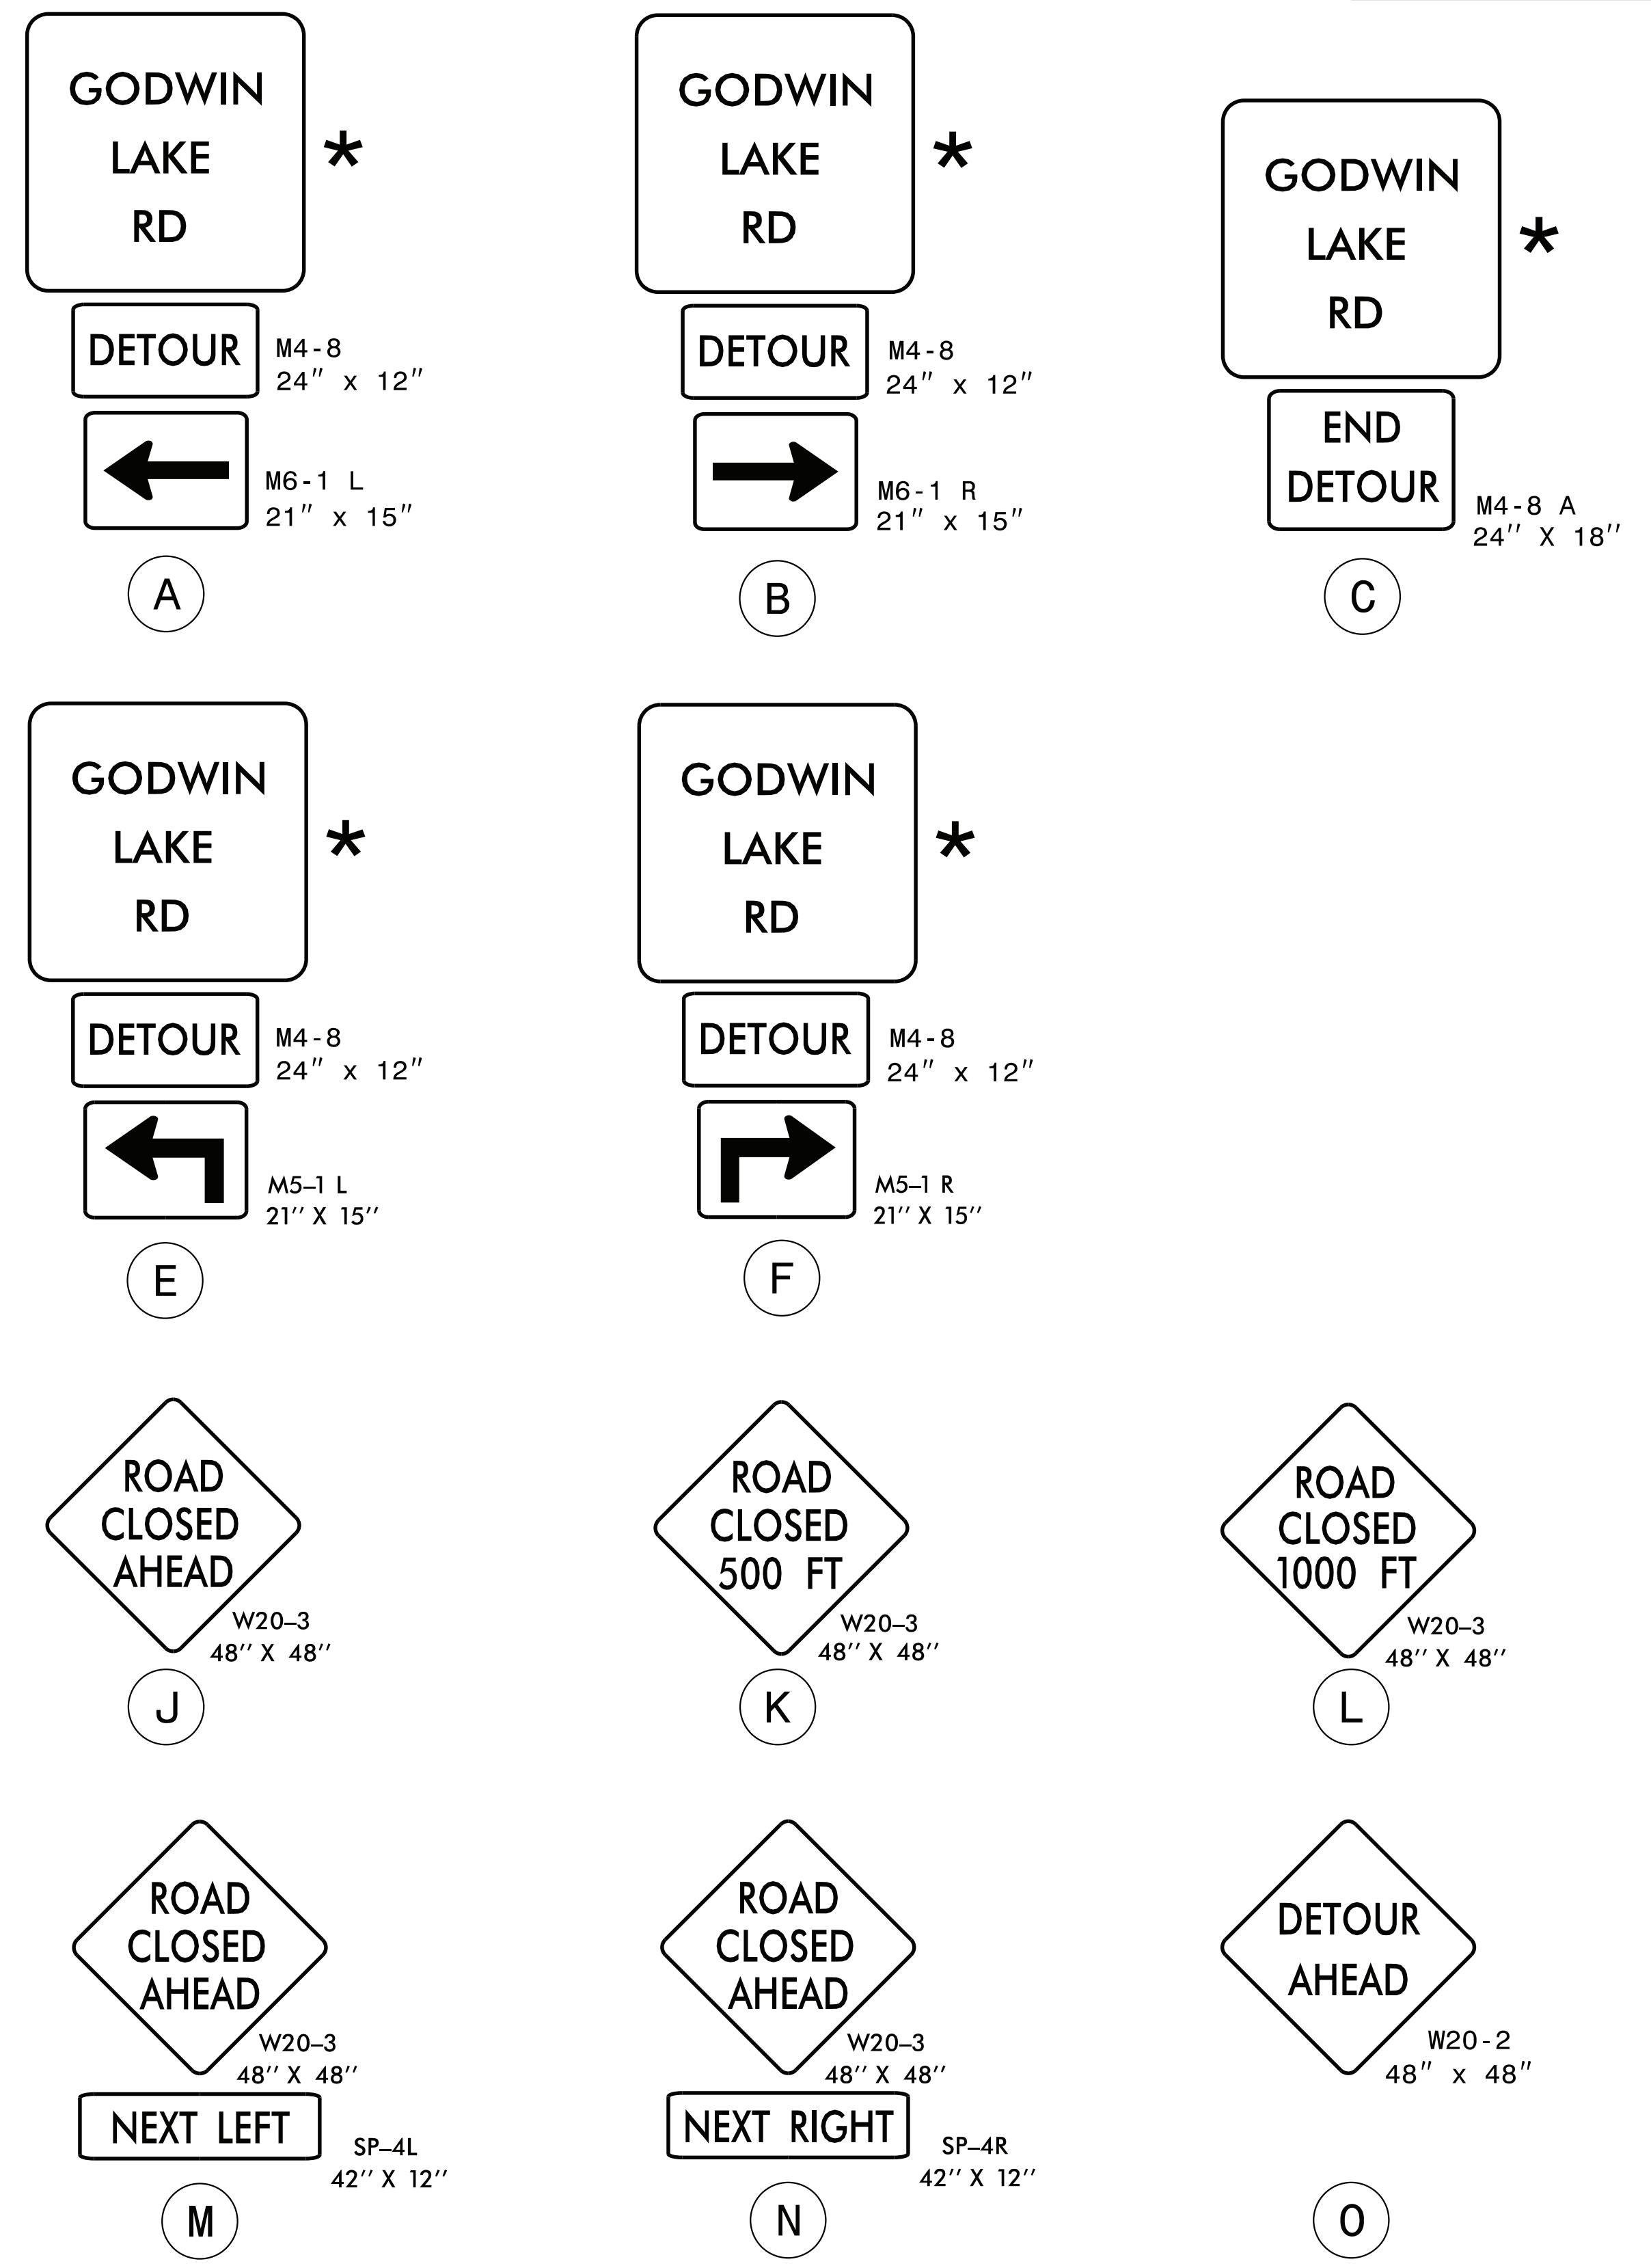 GODWIN
LAKE
RD
*
DETOUR
M4-8
24" x 12"
M6-1 L
21" x 15"
A
GODWIN
LAKE
RD
*
DETOUR
M4-8
24" x 12"
M6-1 R
21" x 15"
B
GODWIN
LAKE
RD
*
END
DETOUR
M4-8 A
24'' X 18''
C
GODWIN
LAKE
RD
*
DETOUR
M4-8
24" x 12"
M5–1 L
21'' X 15''
E
GODWIN
LAKE
RD
*
DETOUR
M4-8
24" x 12"
M5–1 R
21'' X 15''
F
ROAD
CLOSED
AHEAD
W20–3
48'' X 48''
J
ROAD
CLOSED
500 FT
W20–3
48'' X 48''
K
ROAD
CLOSED
1000 FT
W20–3
48'' X 48''
L
ROAD
CLOSED
AHEAD
W20–3
48'' X 48''
NEXT LEFT
SP–4L
42'' X 12''
M
ROAD
CLOSED
AHEAD
W20–3
48'' X 48''
NEXT RIGHT
SP–4R
42'' X 12''
N
DETOUR
AHEAD
W20-2
48" x 48"
O